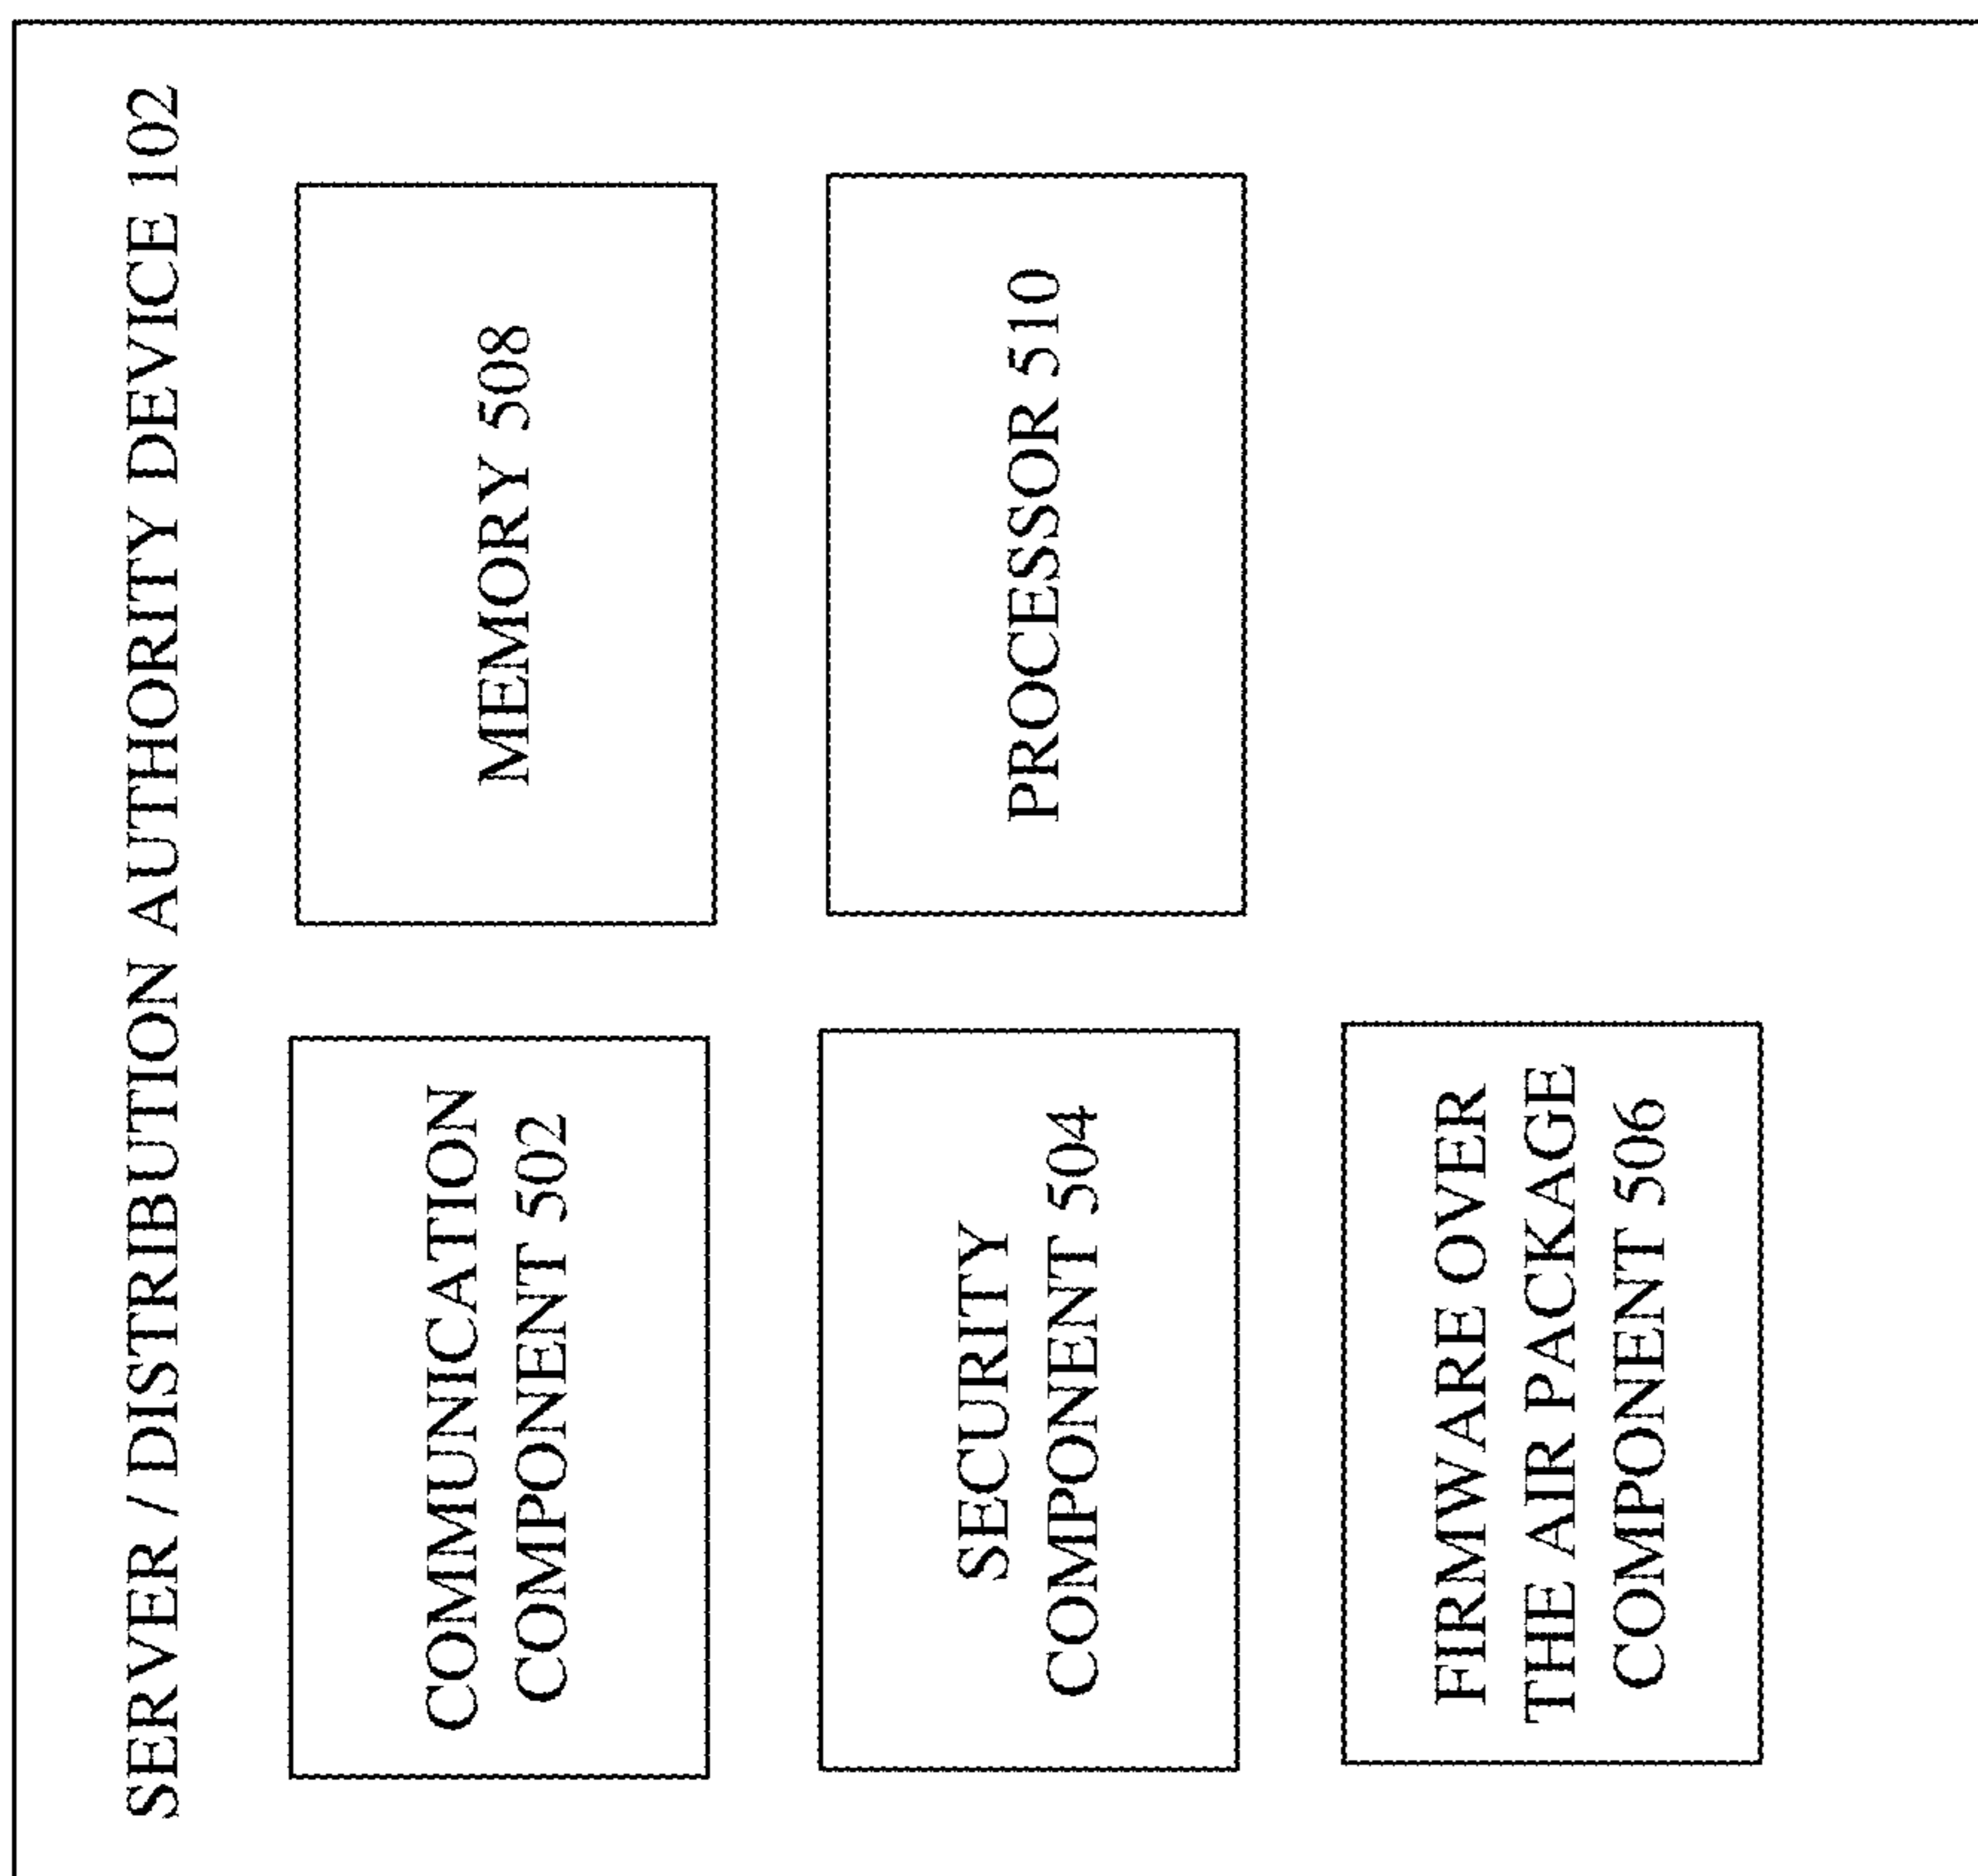 SERVER / DISTRIBUTION AUTHORITY DEVICE 102
COMMUNICATION
COMPONENT 502
MEMORY 508
SECURITY
COMPONENT 504
PROCESSOR 510
FIRMWARE OVER
THE AIR PACKAGE
COMPONENT 506